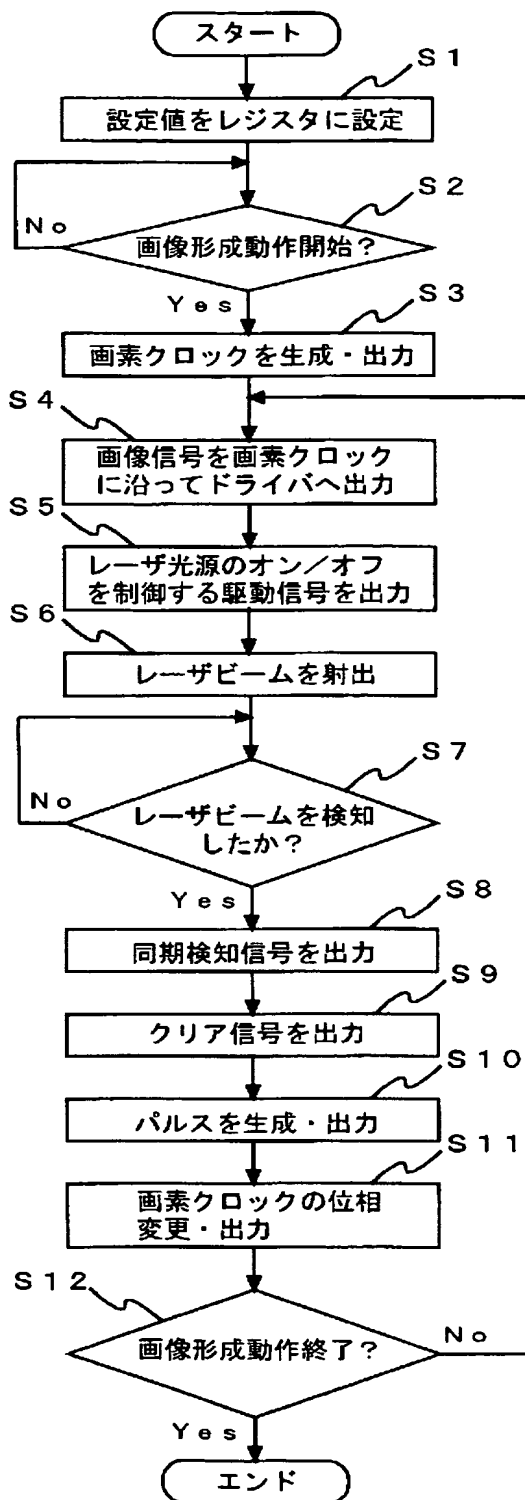 スタート
S1
設定値をレジスタに設定
S2
No
画像形成動作開始?
Yes
S3
画素クロックを生成・出力
S4
画像信号を画素クロック
に沿ってドライバへ出力
S5
レーザ光源のオン/オフ
を制御する駆動信号を出力
S6
レーザビームを射出
S7
No
レーザビームを検知
したか?
Yes
S8
同期検知信号を出力
S9
クリア信号を出力
S10
パルスを生成・出力
S11
画素クロックの位相
変更・出力
S12
画像形成動作終了?
No
Yes
エンド